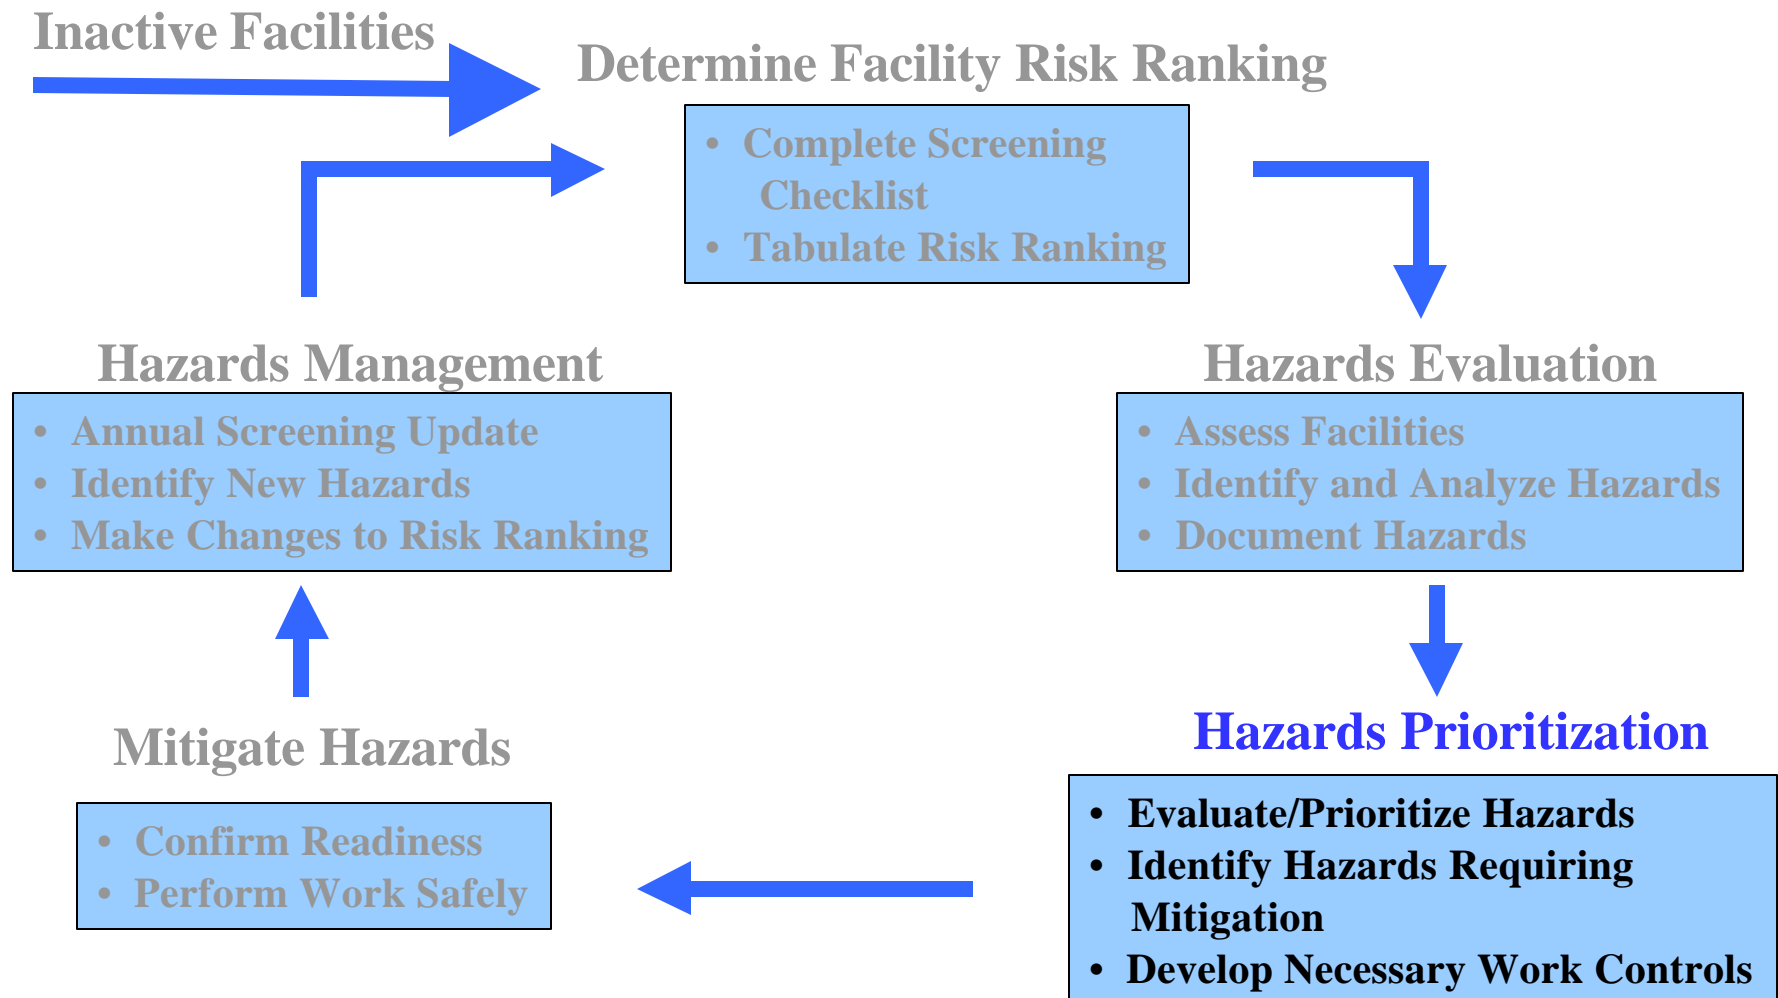 Inactive Facilities
Determine Facility Risk Ranking
• Complete Screening
Checklist
• Tabulate Risk Ranking
Hazards Management
• Annual Screening Update
• Identify New Hazards
• Make Changes to Risk Ranking
Hazards Evaluation
• Assess Facilities
• Identify and Analyze Hazards
• Document Hazards
Mitigate Hazards
• Confirm Readiness
• Perform Work Safely
Hazards Prioritization
• Evaluate/Prioritize Hazards
• Identify Hazards Requiring
Mitigation
• Develop Necessary Work Controls